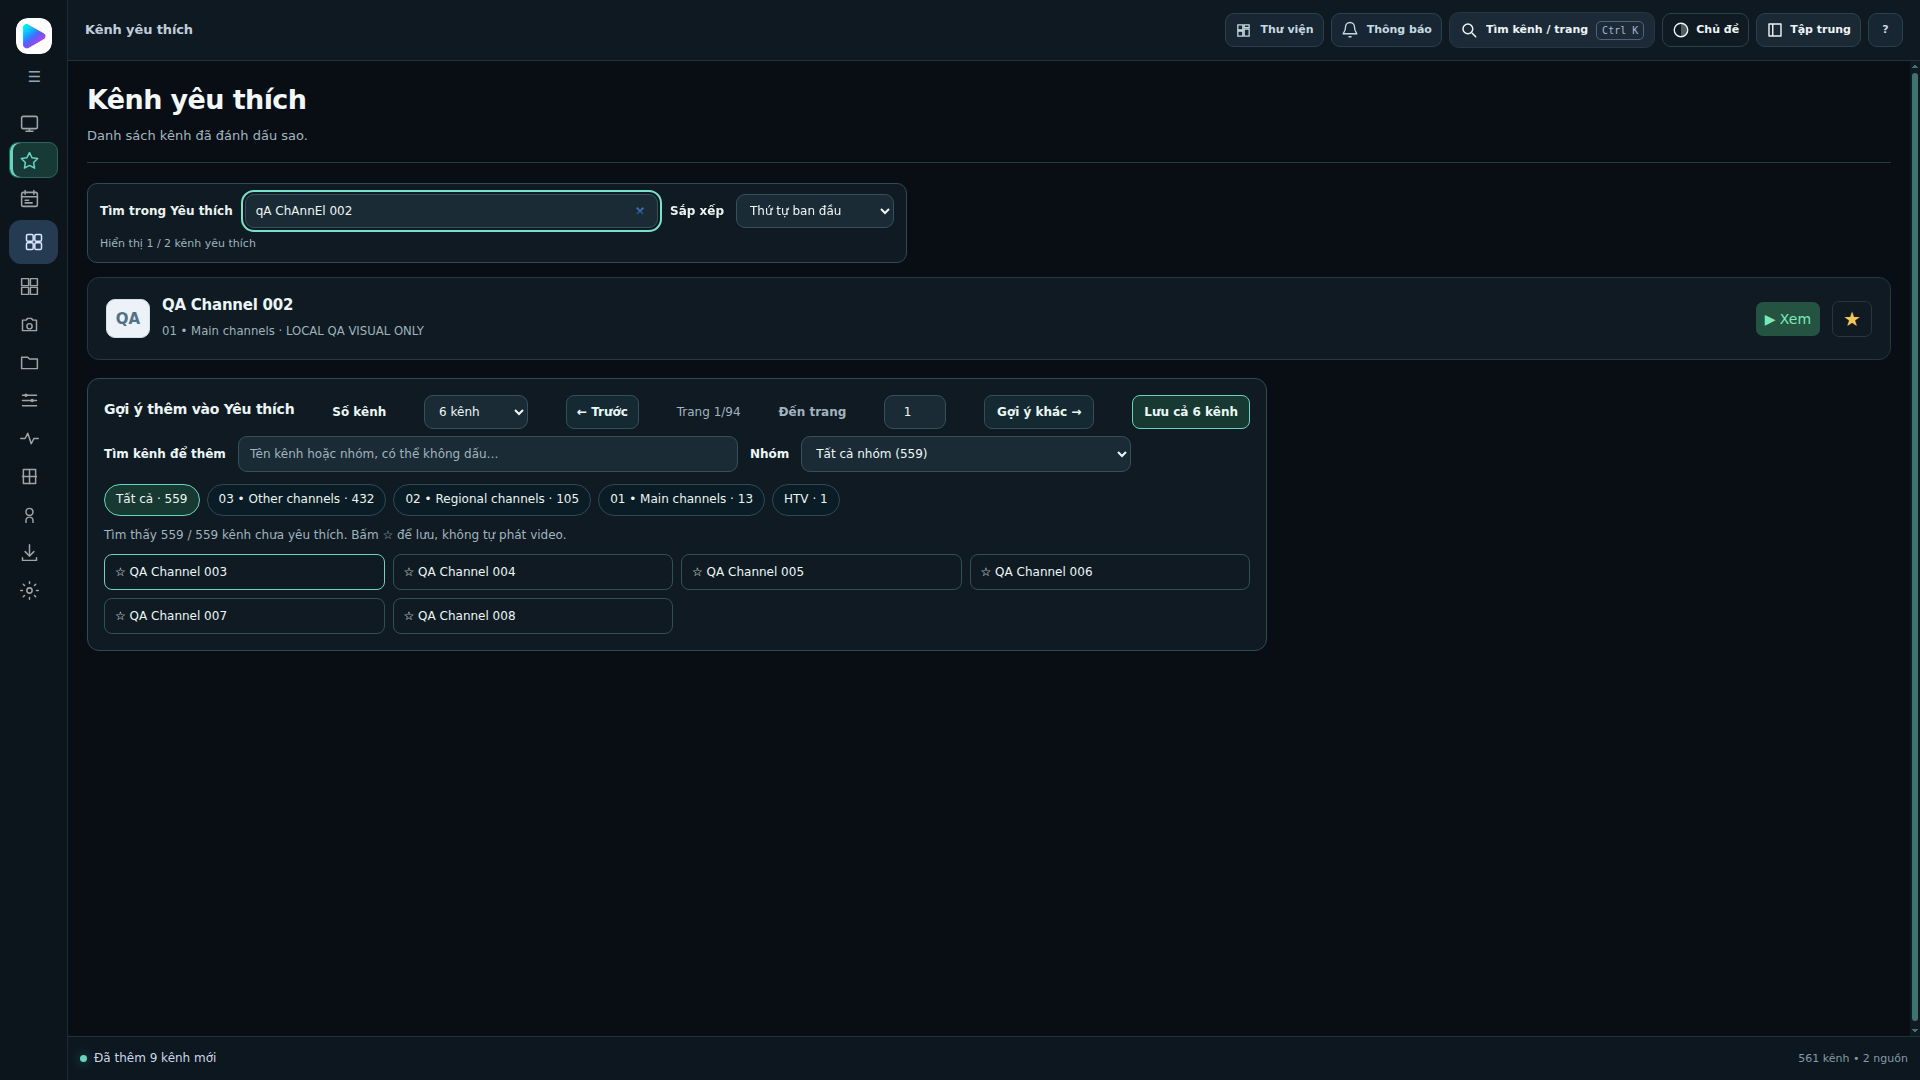 Kênh yêu thích
Thư viện
Thông báo
Tìm kênh / trang Ctrl K
Chủ đề
Tập trung
?
Kênh yêu thích
Danh sách kênh đã đánh dấu sao.
Tìm trong Yêu thích qA ChAnnEl 002 Sắp xếp Thứ tự ban đầu
Hiển thị 1 / 2 kênh yêu thích
QA
QA Channel 002
01 • Main channels · LOCAL QA VISUAL ONLY
▶ Xem ★
Gợi ý thêm vào Yêu thích Số kênh 6 kênh ← Trước Trang 1/94 Đến trang 1 Gợi ý khác → Lưu cả 6 kênh
Tìm kênh để thêm Tên kênh hoặc nhóm, có thể không dấu... Nhóm Tất cả nhóm (559)
Tất cả · 559 03 • Other channels · 432 02 • Regional channels · 105 01 • Main channels · 13 HTV · 1
Tìm thấy 559 / 559 kênh chưa yêu thích. Bấm ☆ để lưu, không tự phát video.
☆ QA Channel 003 ☆ QA Channel 004 ☆ QA Channel 005 ☆ QA Channel 006
☆ QA Channel 007 ☆ QA Channel 008
Đã thêm 9 kênh mới
561 kênh • 2 nguồn